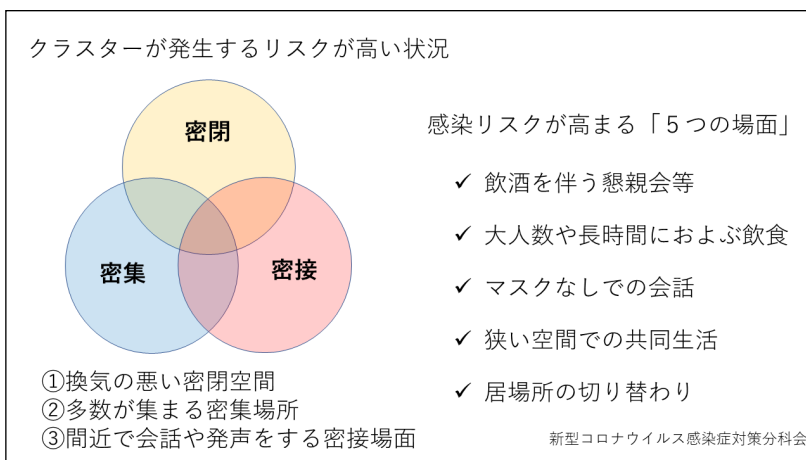 クラスターが発生するリスクが高い状況
密閉
密集
密接
①換気の悪い密閉空間
②多数が集まる密集場所
③間近で会話や発声をする密接場面
感染リスクが高まる「５つの場面」
✓ 飲酒を伴う懇親会等
✓ 大人数や長時間におよぶ飲食
✓ マスクなしでの会話
✓ 狭い空間での共同生活
✓ 居場所の切り替わり
新型コロナウイルス感染症対策分科会